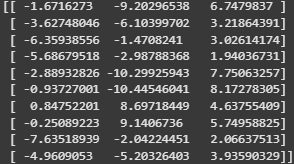 [[ -1.6716273 -9.20296538 6.7479837 ]
[ -3.62748046 -6.10399702 3.21864391]
[ -6.35938556 -1.4708241 3.02614174]
[ -5.68679518 -2.98788368 1.94036731]
[ -2.88932826 -10.29925943 7.75063257]
[ -0.93727001 -10.44546041 8.17278305]
[ 0.84752201 8.69718449 4.63755409]
[ -0.25089223 9.1406736 5.74958825]
[ -7.63518939 -2.04224451 2.06637513]
[ -4.9609053 -5.20326403 3.93590329]]